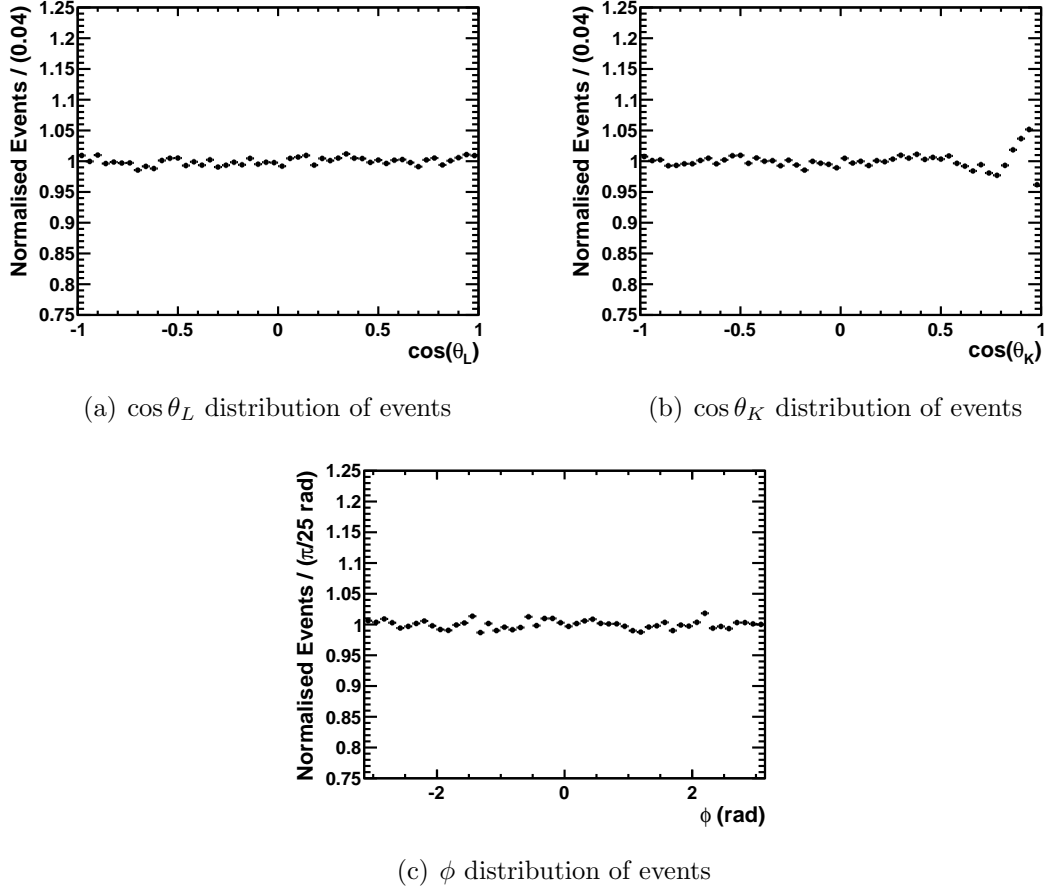 Normalised Events / (0.04)
1.25
1.2
1.15
1.1
1.05
1
0.95
0.9
0.85
0.8
0.75
-1 -0.5 0 0.5 1
cos(θ_L)
(a) cos θ_L distribution of events
Normalised Events / (0.04)
1.25
1.2
1.15
1.1
1.05
1
0.95
0.9
0.85
0.8
0.75
-1 -0.5 0 0.5 1
cos(θ_K)
(b) cos θ_K distribution of events
Normalised Events / (π/25 rad)
1.25
1.2
1.15
1.1
1.05
1
0.95
0.9
0.85
0.8
0.75
-2 0 2
ϕ (rad)
(c) ϕ distribution of events